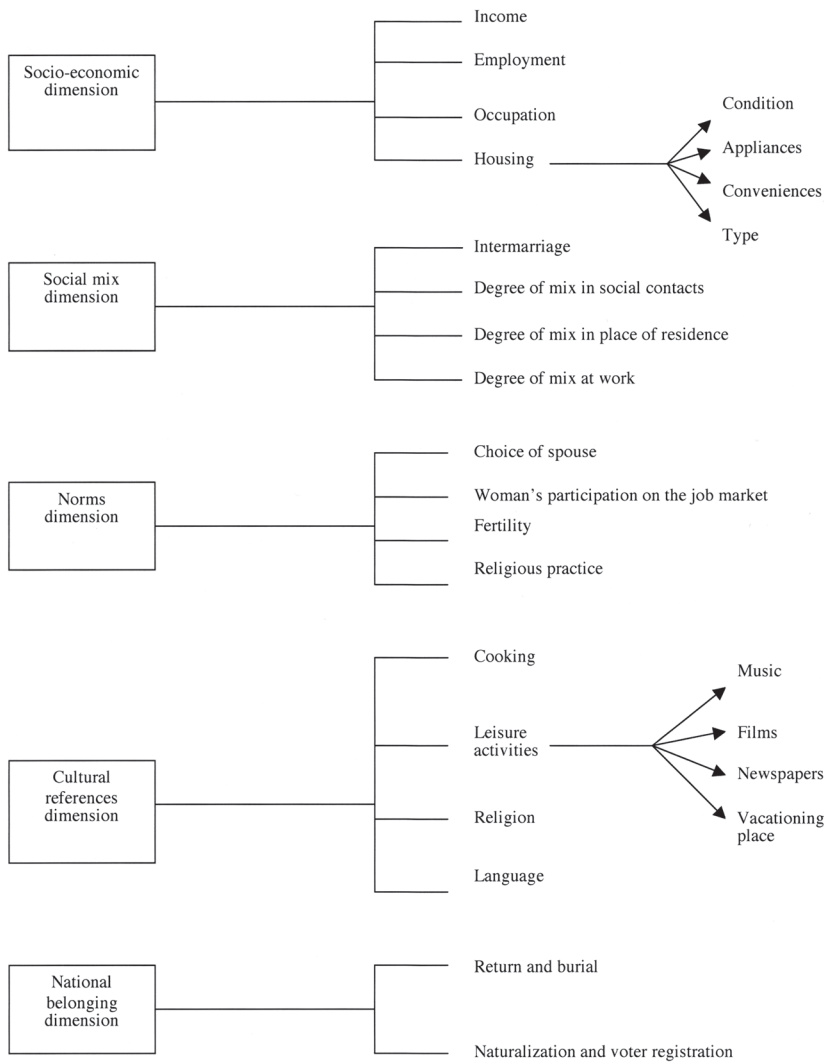 Socio-economic
dimension
Income
Employment
Occupation
Housing
Condition
Appliances
Conveniences
Type
Social mix
dimension
Intermarriage
Degree of mix in social contacts
Degree of mix in place of residence
Degree of mix at work
Norms
dimension
Choice of spouse
Woman's participation on the job market
Fertility
Religious practice
Cultural
references
dimension
Cooking
Leisure
activities
Religion
Language
Music
Films
Newspapers
Vacationing
place
National
belonging
dimension
Return and burial
Naturalization and voter registration